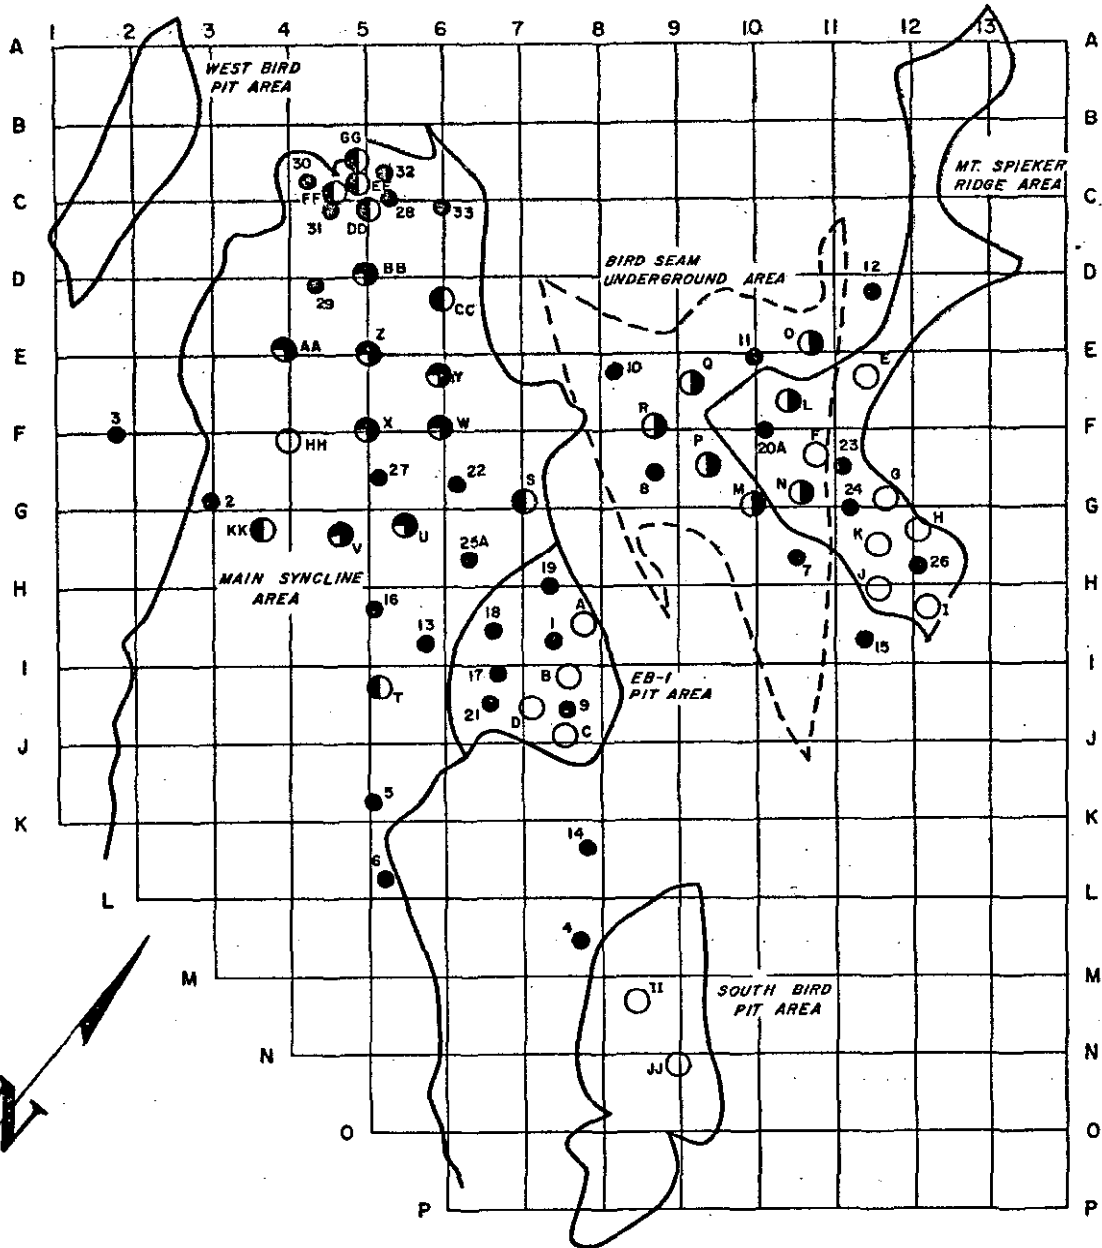 1 2 3 4 5 6 7 8 9 10 11 12 13
A A
WEST BIRD
PIT AREA
B B
GG
30 32
MT. SPIEKER
RIDGE AREA
FF EE
C C
31 DD 28 33
BIRD SEAM
UNDERGROUND AREA
BB
12
D D
29 CC
Z O
AA 11
E E
Y 10 Q E
L
3 R
X W
F F
HH P 20A F 23
27 22 S 8 M N 24 G
2
G G
KK V U H
25A K
7 26
MAIN SYNCLINE
AREA
19 J
H H
16 18 A I
13 1 15
I I
17 B
EB-1
PIT AREA
T
21 D 9 C
J J
5
K K
14
6
L L
4
M M
II
SOUTH BIRD
PIT AREA
N N
JJ
O O
P P